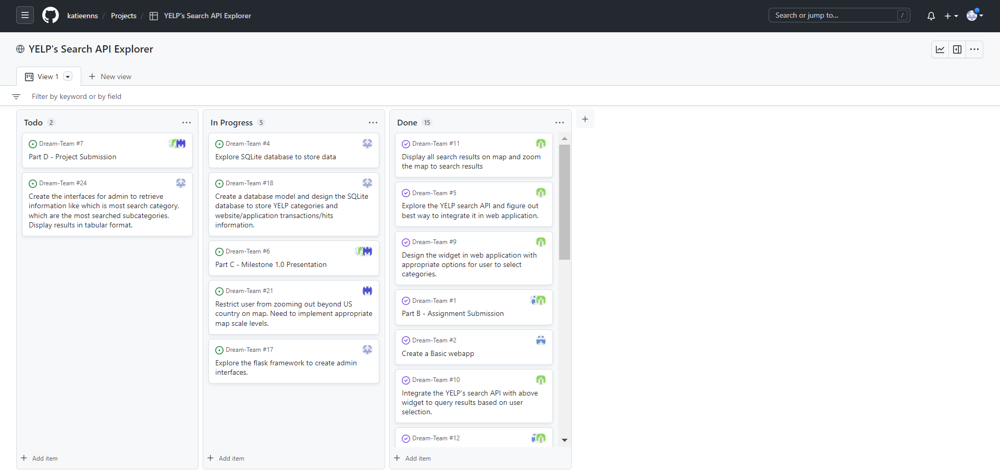 katieenns / Projects / YELP's Search API Explorer
Search or jump to... /
YELP's Search API Explorer
View 1
New view
Filter by keyword or by field
Todo 2
Dream-Team #7
Part D - Project Submission
Dream-Team #24
Create the interfaces for admin to retrieve
information like which is most search category,
which are the most searched subcategories.
Display results in tabular format.
Add item
In Progress 5
Dream-Team #4
Explore SQLite database to store data
Dream-Team #18
Create a database model and design the SQLite
database to store YELP categories and
website/application transactions/hits
information.
Dream-Team #6
Part C - Milestone 1.0 Presentation
Dream-Team #21
Restrict user from zooming out beyond US
country on map. Need to implement appropriate
map scale levels.
Dream-Team #17
Explore the flask framework to create admin
interfaces.
Add item
Done 15
Dream-Team #11
Display all search results on map and zoom
the map to search results
Dream-Team #5
Explore the YELP search API and figure out
best way to integrate it in web application.
Dream-Team #9
Design the widget in web application with
appropriate options for user to select
categories.
Dream-Team #1
Part B - Assignment Submission
Dream-Team #2
Create a Basic webapp
Dream-Team #10
Integrate the YELP's search API with above
widget to query results based on user
selection.
Dream-Team #12
Add item